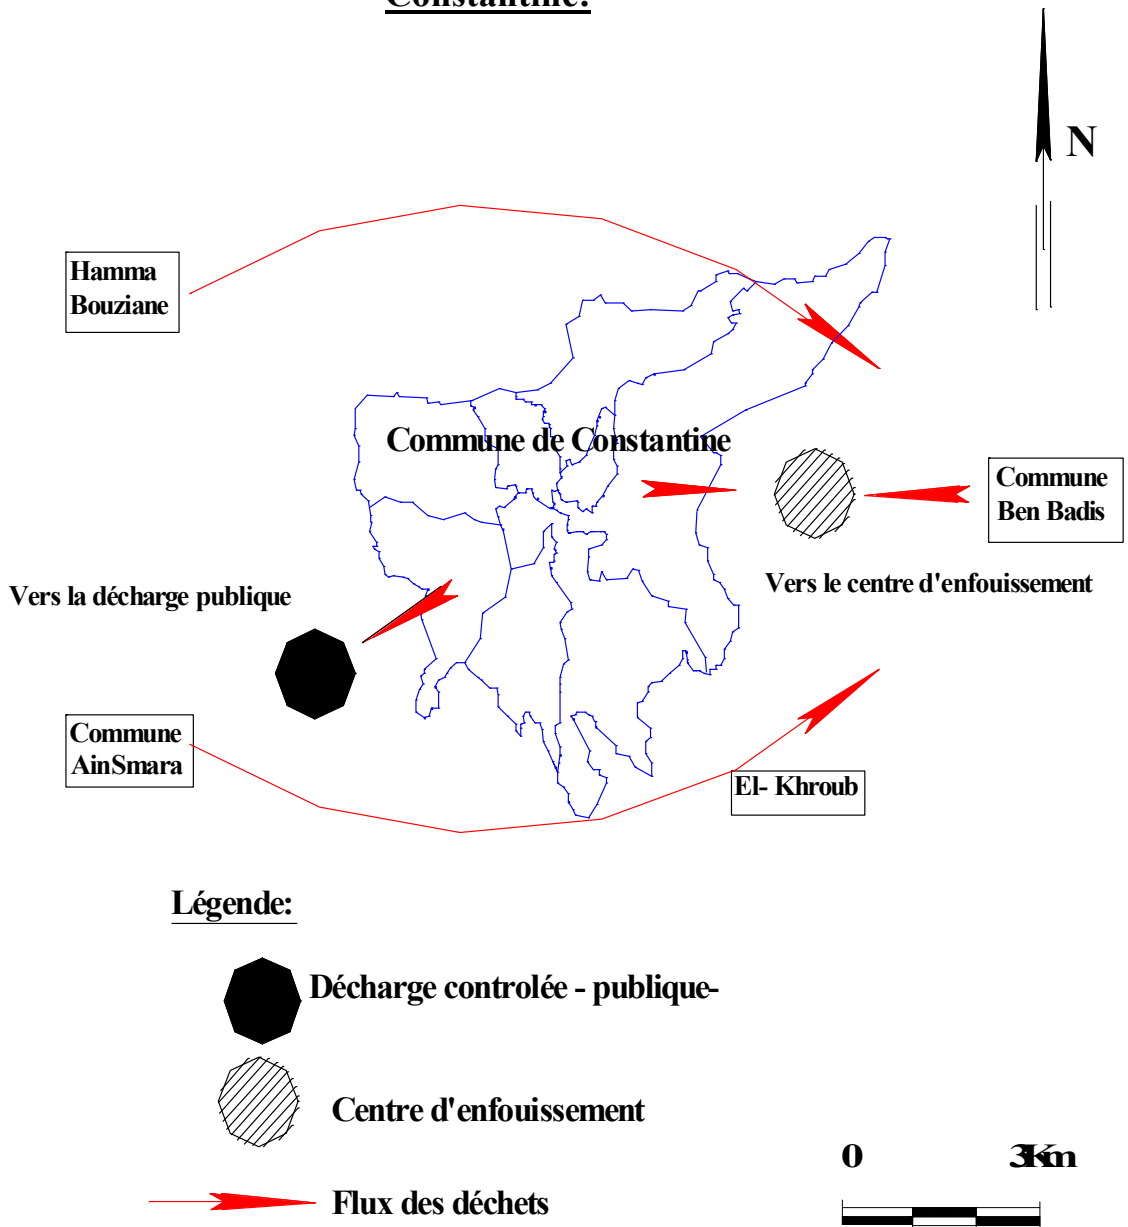 Constantine:
N
Hamma
Bouziane
Commune de Constantine
Commune
Ben Badis
Vers le centre d'enfouissement
Vers la décharge publique
Commune
AinSmara
El- Khroub
Légende:
Décharge controlée - publique-
Centre d'enfouissement
Flux des déchets
0
3Km